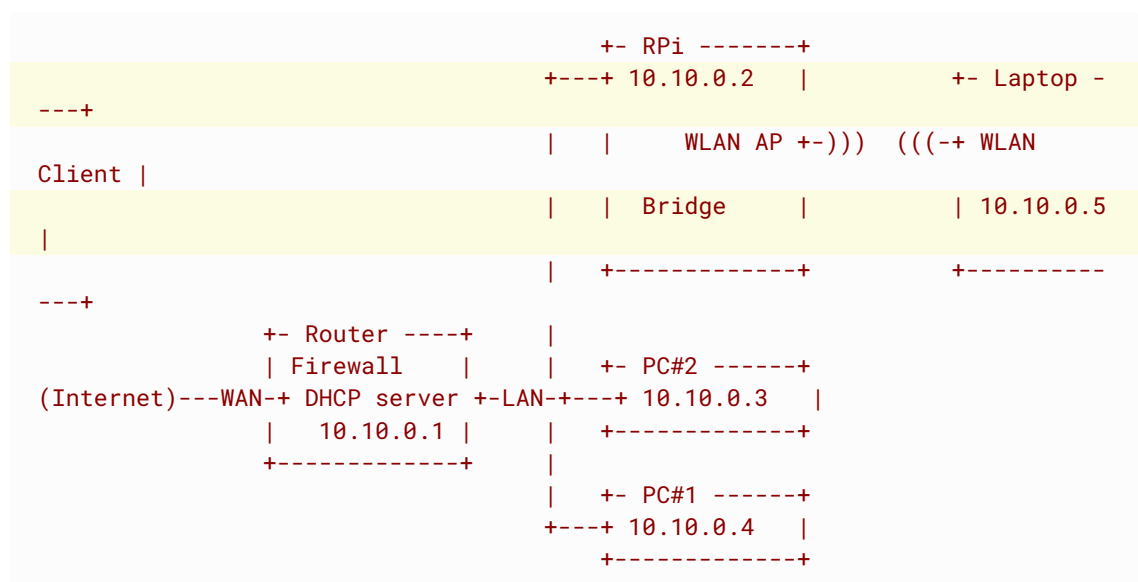 +- RPi -------+
+---+ 10.10.0.2   |          +- Laptop -
---+
|   |     WLAN AP +-)))  (((-+ WLAN
Client |
|   |  Bridge     |          | 10.10.0.5
|
|   +-------------+          +----------
---+
+- Router ----+     |
| Firewall    |     |   +- PC#2 ------+
(Internet)---WAN-+ DHCP server +-LAN-+---+ 10.10.0.3   |
|   10.10.0.1 |     |   +-------------+
+-------------+     |
|   +- PC#1 ------+
+---+ 10.10.0.4   |
+-------------+